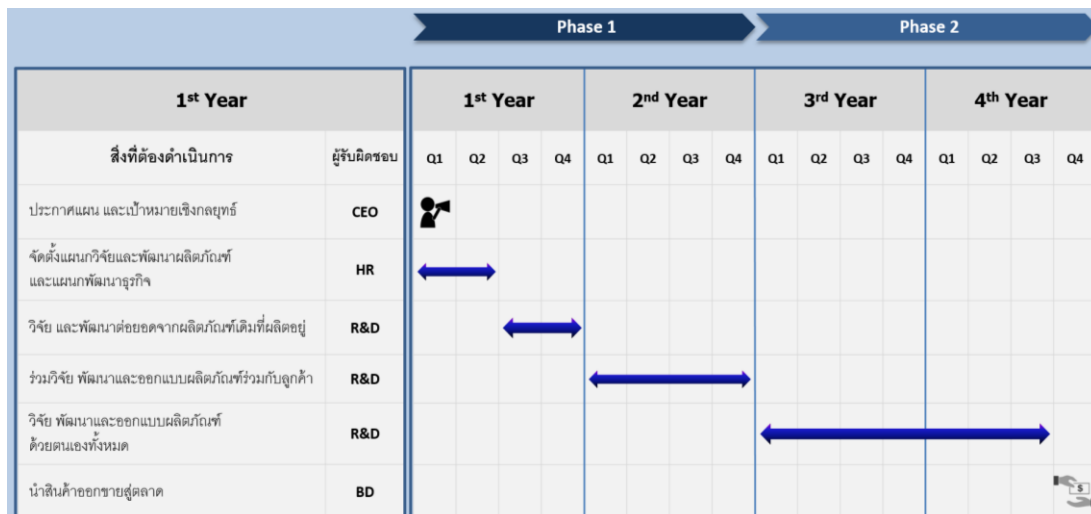 Phase 1 Phase 2
1st Year 1st Year 2nd Year 3rd Year 4th Year
สิ่งที่ต้องดำเนินการ ผู้รับผิดชอบ Q1 Q2 Q3 Q4 Q1 Q2 Q3 Q4 Q1 Q2 Q3 Q4 Q1 Q2 Q3 Q4
ประกาศแผน และเป้าหมายเชิงกลยุทธ์ CEO
จัดตั้งแผนกวิจัยและพัฒนาผลิตภัณฑ์
และแผนกพัฒนาธุรกิจ HR
วิจัย และพัฒนาต่อยอดจากผลิตภัณฑ์เดิมที่ผลิตอยู่ R&D
ร่วมวิจัย พัฒนาและออกแบบผลิตภัณฑ์ร่วมกับลูกค้า R&D
วิจัย พัฒนาและออกแบบผลิตภัณฑ์
ด้วยตนเองทั้งหมด R&D
นำสินค้าออกขายสู่ตลาด BD
$